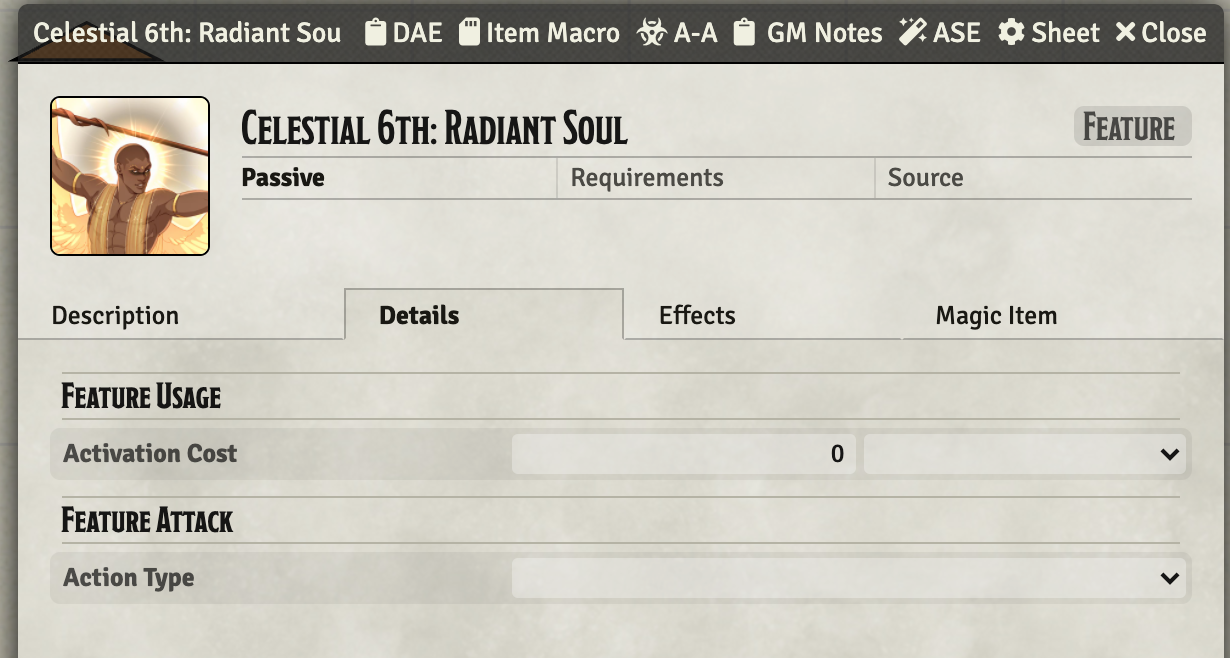 Celestial 6th: Radiant Sou DAE Item Macro A-A GM Notes ASE Sheet Close
Celestial 6th: Radiant Soul Feature
Passive Requirements Source
Description Details Effects Magic Item
Feature Usage
Activation Cost 0
Feature Attack
Action Type